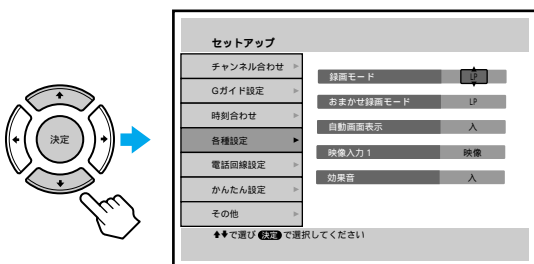 セットアップ
チャンネル合わせ
Gガイド設定
時刻合わせ
各種設定
電話回線設定
かんたん設定
その他
録画モード LP
おまかせ録画モード LP
自動画面表示 入
映像入力1 映像
効果音 入
で選び 決定 で選択してください
決定